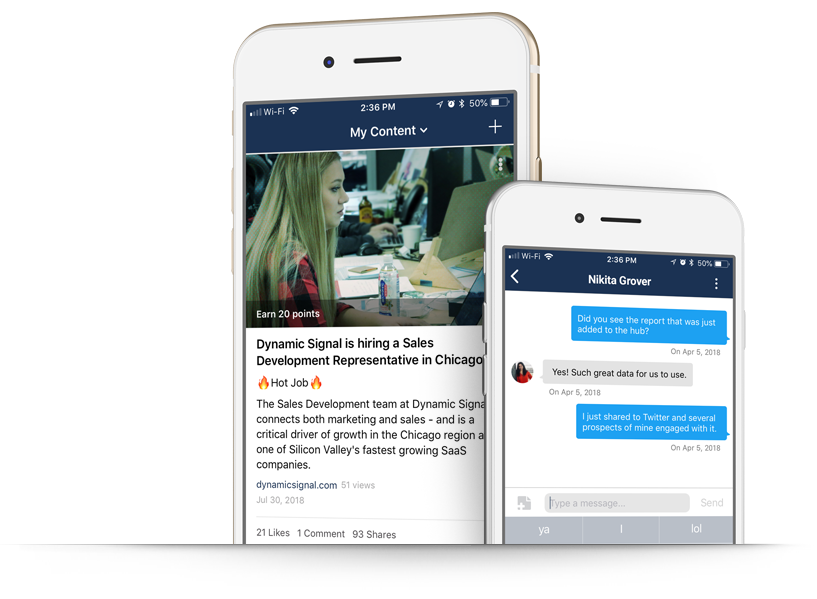 Wi-Fi 2:36 PM 50%
My Content
Earn 20 points
Dynamic Signal is hiring a Sales
Development Representative in Chicago
🔥Hot Job🔥
The Sales Development team at Dynamic Signa
connects both marketing and sales - and is a
critical driver of growth in the Chicago region a
one of Silicon Valley's fastest growing SaaS
companies.
dynamicsignal.com 51 views
Jul 30, 2018
21 Likes 1 Comment 93 Shares
Wi-Fi 2:36 PM 50%
Nikita Grover
Did you see the report that was just
added to the hub?
On Apr 5, 2018
Yes! Such great data for us to use.
On Apr 5, 2018
I just shared to Twitter and several
prospects of mine engaged with it.
On Apr 5, 2018
Type a message... Send
ya I lol